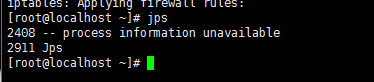 iptables: Applying firewall rules:
[root@localhost ~]# jps
2408 -- process information unavailable
2911 Jps
[root@localhost ~]#